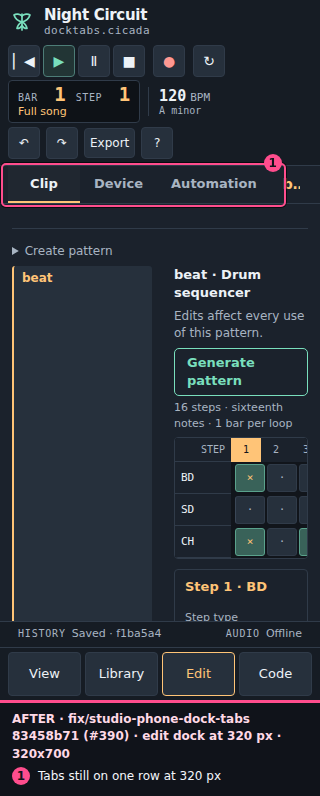 Night Circuit
docktabs.cicada
BAR 1 STEP 1
Full song
120 BPM
A minor
Export
?
1
Clip Device Automation b…
Create pattern
beat
beat · Drum
sequencer
Edits affect every use
of this pattern.
Generate
pattern
16 steps · sixteenth
notes · 1 bar per loop
STEP 1 2 3
BD × ·
SD · ·
CH × ·
Step 1 · BD
Step type
HISTORY Saved · f1ba5a4 AUDIO Offline
View Library Edit Code
AFTER · fix/studio-phone-dock-tabs
83458b71 (#390) · edit dock at 320 px ·
320x700
1 Tabs still on one row at 320 px